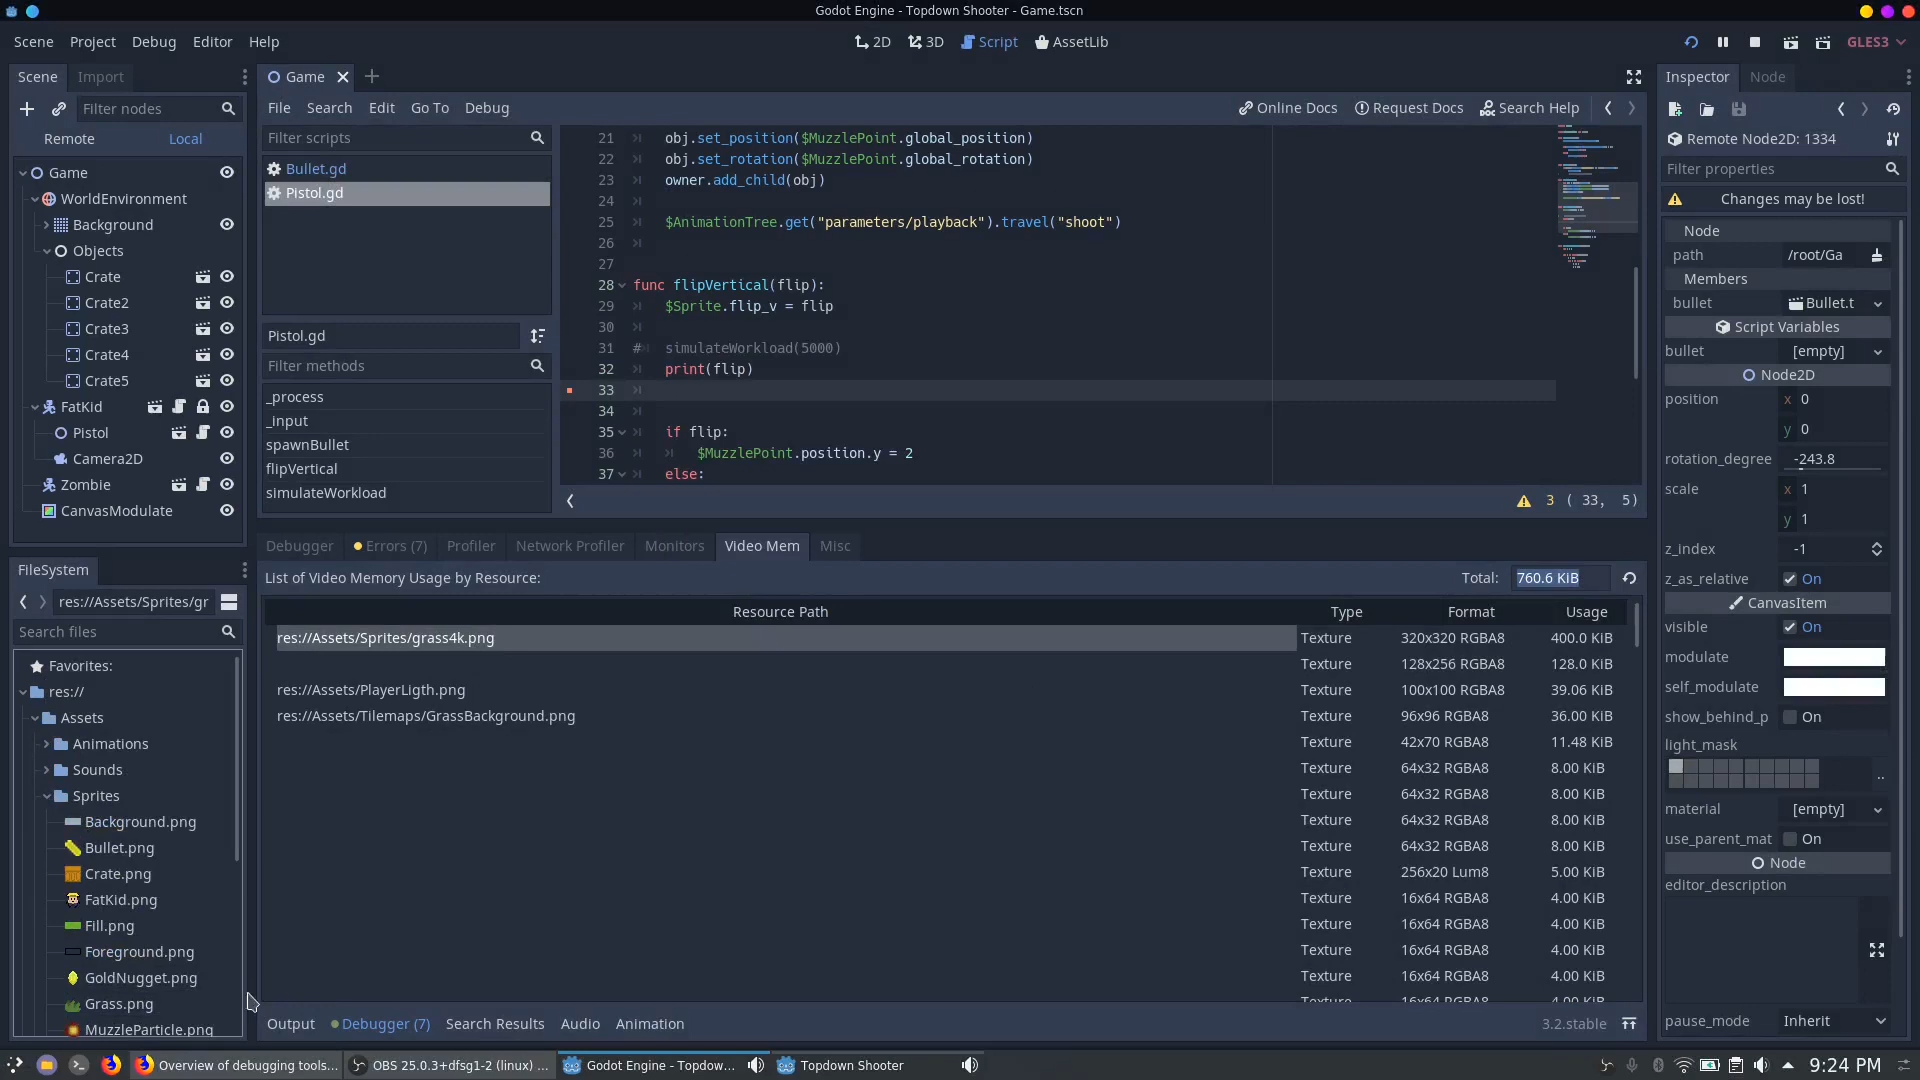 Godot Engine - Topdown Shooter - Game.tscn
Scene Project Debug Editor Help
2D 3D Script AssetLib
GLES3
Scene Import
Filter nodes
Remote Local
Game
WorldEnvironment
Background
Objects
Crate
Crate2
Crate3
Crate4
Crate5
FatKid
Pistol
Camera2D
Zombie
CanvasModulate
FileSystem
res://Assets/Sprites/gr
Search files
Favorites:
res://
Assets
Animations
Sounds
Sprites
Background.png
Bullet.png
Crate.png
FatKid.png
Fill.png
Foreground.png
GoldNugget.png
Grass.png
MuzzleParticle.png
Game
File Search Edit Go To Debug
Online Docs Request Docs Search Help
Filter scripts
Bullet.gd
Pistol.gd
Pistol.gd
Filter methods
_process
_input
spawnBullet
flipVertical
simulateWorkload
21 obj.set_position($MuzzlePoint.global_position)
22 obj.set_rotation($MuzzlePoint.global_rotation)
23 owner.add_child(obj)
24
25 $AnimationTree.get("parameters/playback").travel("shoot")
26
27
28 func flipVertical(flip):
29 $Sprite.flip_v = flip
30
31 # simulateWorkload(5000)
32 print(flip)
33
34
35 if flip:
36 $MuzzlePoint.position.y = 2
37 else:
3 ( 33, 5)
Debugger Errors (7) Profiler Network Profiler Monitors Video Mem Misc
List of Video Memory Usage by Resource: Total: 760.6 KiB
Resource Path Type Format Usage
res://Assets/Sprites/grass4k.png Texture 320x320 RGBA8 400.0 KiB
Texture 128x256 RGBA8 128.0 KiB
res://Assets/PlayerLigth.png Texture 100x100 RGBA8 39.06 KiB
res://Assets/Tilemaps/GrassBackground.png Texture 96x96 RGBA8 36.00 KiB
Texture 42x70 RGBA8 11.48 KiB
Texture 64x32 RGBA8 8.00 KiB
Texture 64x32 RGBA8 8.00 KiB
Texture 64x32 RGBA8 8.00 KiB
Texture 64x32 RGBA8 8.00 KiB
Texture 256x20 Lum8 5.00 KiB
Texture 16x64 RGBA8 4.00 KiB
Texture 16x64 RGBA8 4.00 KiB
Texture 16x64 RGBA8 4.00 KiB
Texture 16x64 RGBA8 4.00 KiB
Texture 16x64 RGBA8 4.00 KiB
Output Debugger (7) Search Results Audio Animation 3.2.stable
Inspector Node
Remote Node2D: 1334
Filter properties
Changes may be lost!
Node
path /root/Ga
Members
bullet Bullet.t
Script Variables
bullet [empty]
Node2D
position x 0
y 0
rotation_degree -243.8
scale x 1
y 1
z_index -1
z_as_relative On
CanvasItem
visible On
modulate
self_modulate
show_behind_p On
light_mask
..
material [empty]
use_parent_mat On
Node
editor_description
pause_mode Inherit
Overview of debugging tools... OBS 25.0.3+dfsg1-2 (linux) ... Godot Engine - Topdow... Topdown Shooter 9:24 PM